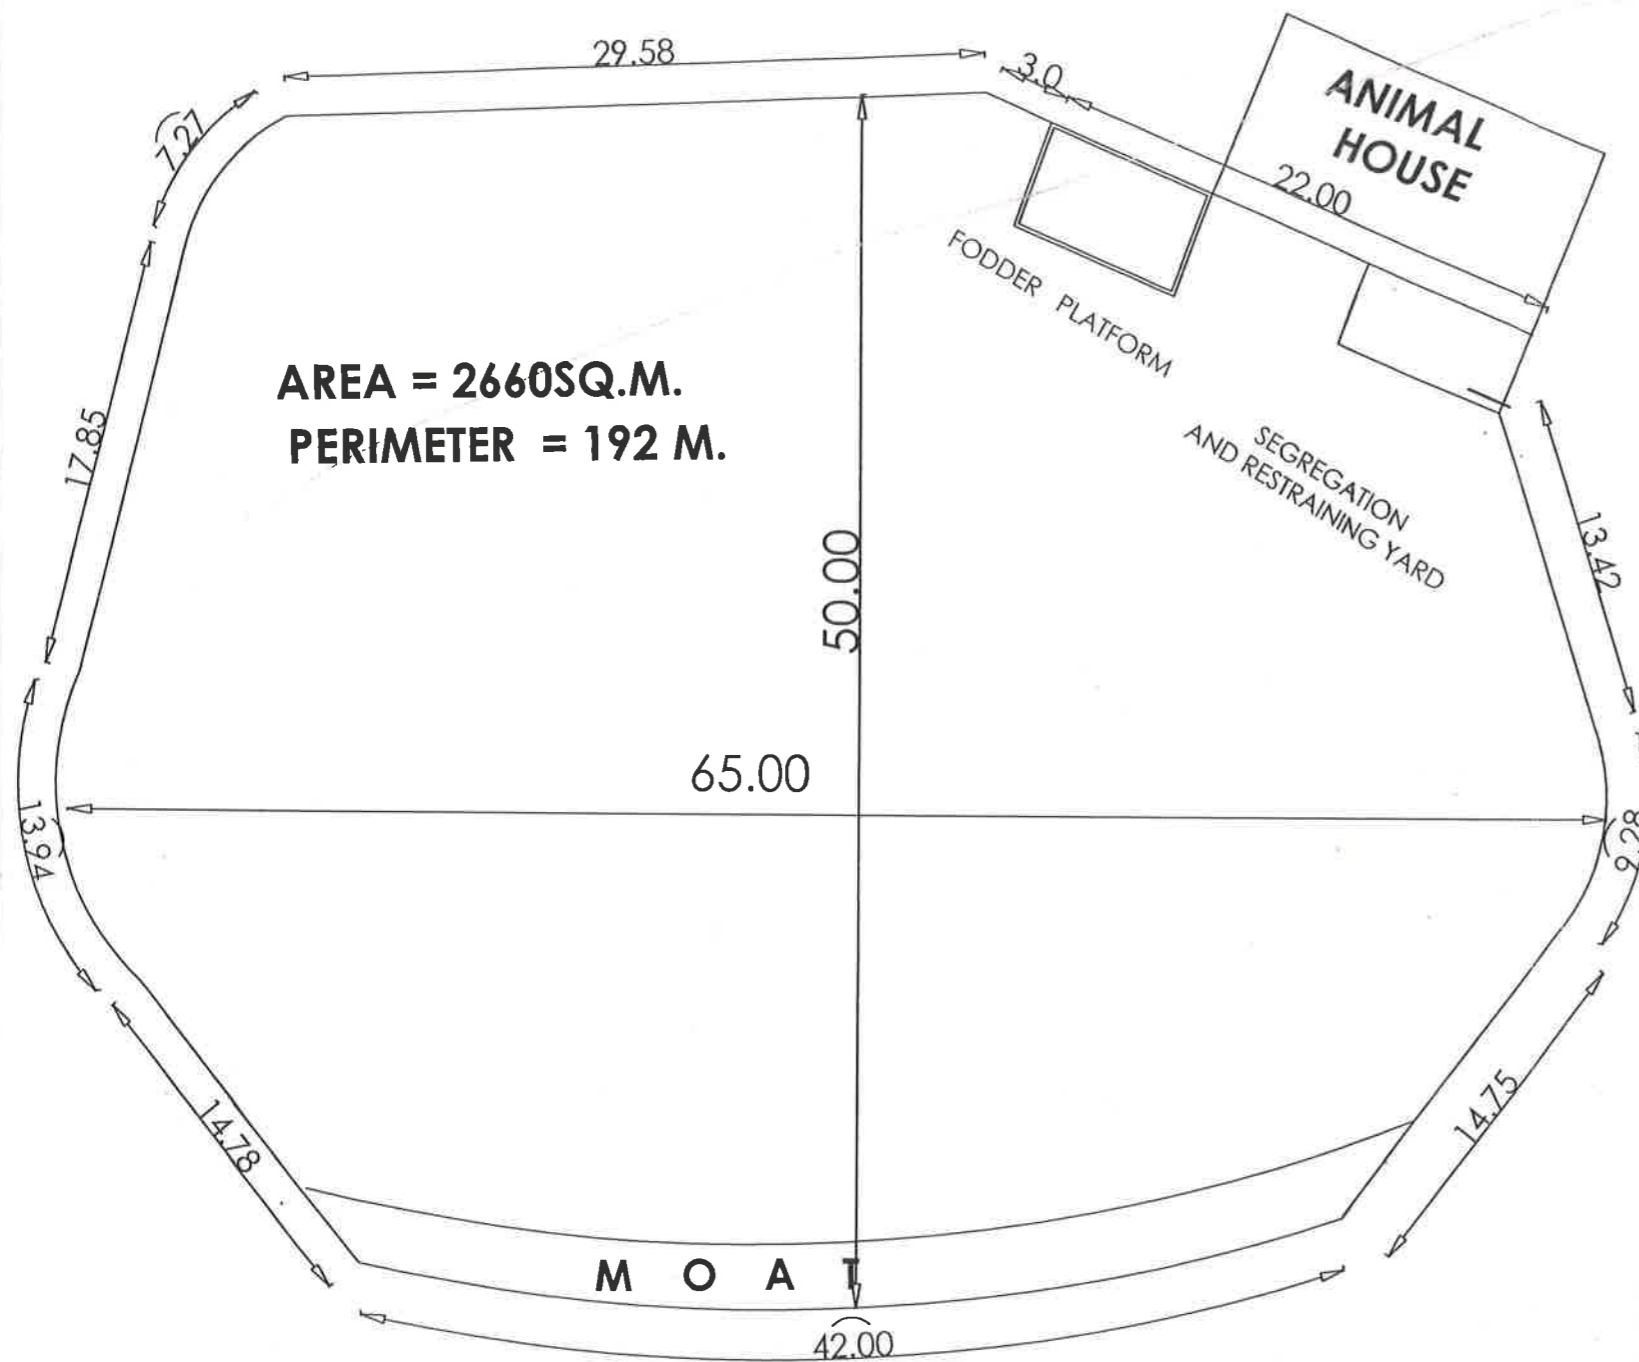 29.58
3.0
ANIMAL
HOUSE
7.27
22.00
FODDER PLATFORM
AREA = 2660SQ.M.
PERIMETER = 192 M.
17.85
SEGREGATION
AND RESTRAINING YARD
13.42
50.00
65.00
13.94
9.28
14.78
14.75
M O A T
42.00